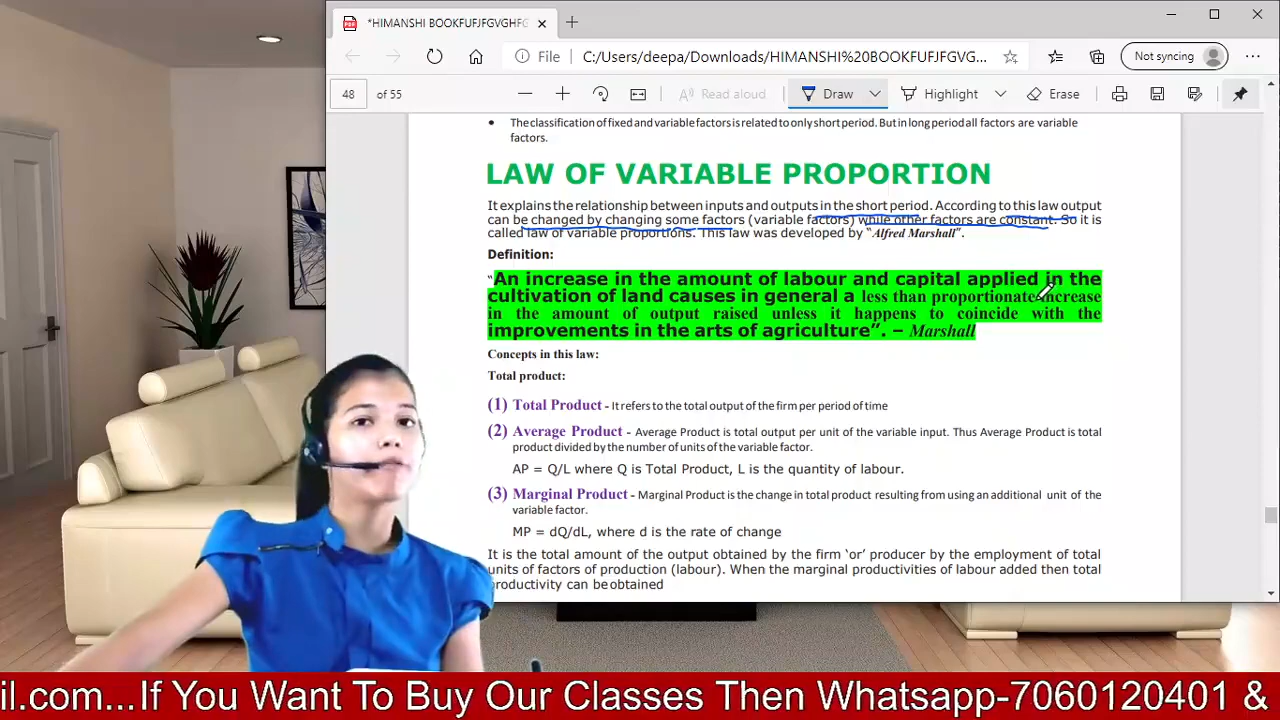 *HIMANSHI BOOKFUFJFGVGHFG
File C:/Users/deepa/Downloads/HIMANSHI%20BOOKFUFJFGVG... Not syncing
48 of 55 Read aloud Draw Highlight Erase
• The classification of fixed and variable factors is related to only short period. But in long period all factors are variable
factors.
LAW OF VARIABLE PROPORTION
It explains the relationship between inputs and outputs in the short period. According to this law output
can be changed by changing some factors (variable factors) while other factors are constant. So it is
called law of variable proportions. This law was developed by “Alfred Marshall”.
Definition:
“An increase in the amount of labour and capital applied in the
cultivation of land causes in general a less than proportionate increase
in the amount of output raised unless it happens to coincide with the
improvements in the arts of agriculture”. – Marshall
Concepts in this law:
Total product:
(1) Total Product - It refers to the total output of the firm per period of time
(2) Average Product - Average Product is total output per unit of the variable input. Thus Average Product is total
product divided by the number of units of the variable factor.
AP = Q/L where Q is Total Product, L is the quantity of labour.
(3) Marginal Product - Marginal Product is the change in total product resulting from using an additional unit of the
variable factor.
MP = dQ/dL, where d is the rate of change
It is the total amount of the output obtained by the firm ‘or’ producer by the employment of total
units of factors of production (labour). When the marginal productivities of labour added then total
productivity can be obtained
il.com...If You Want To Buy Our Classes Then Whatsapp-7060120401 &